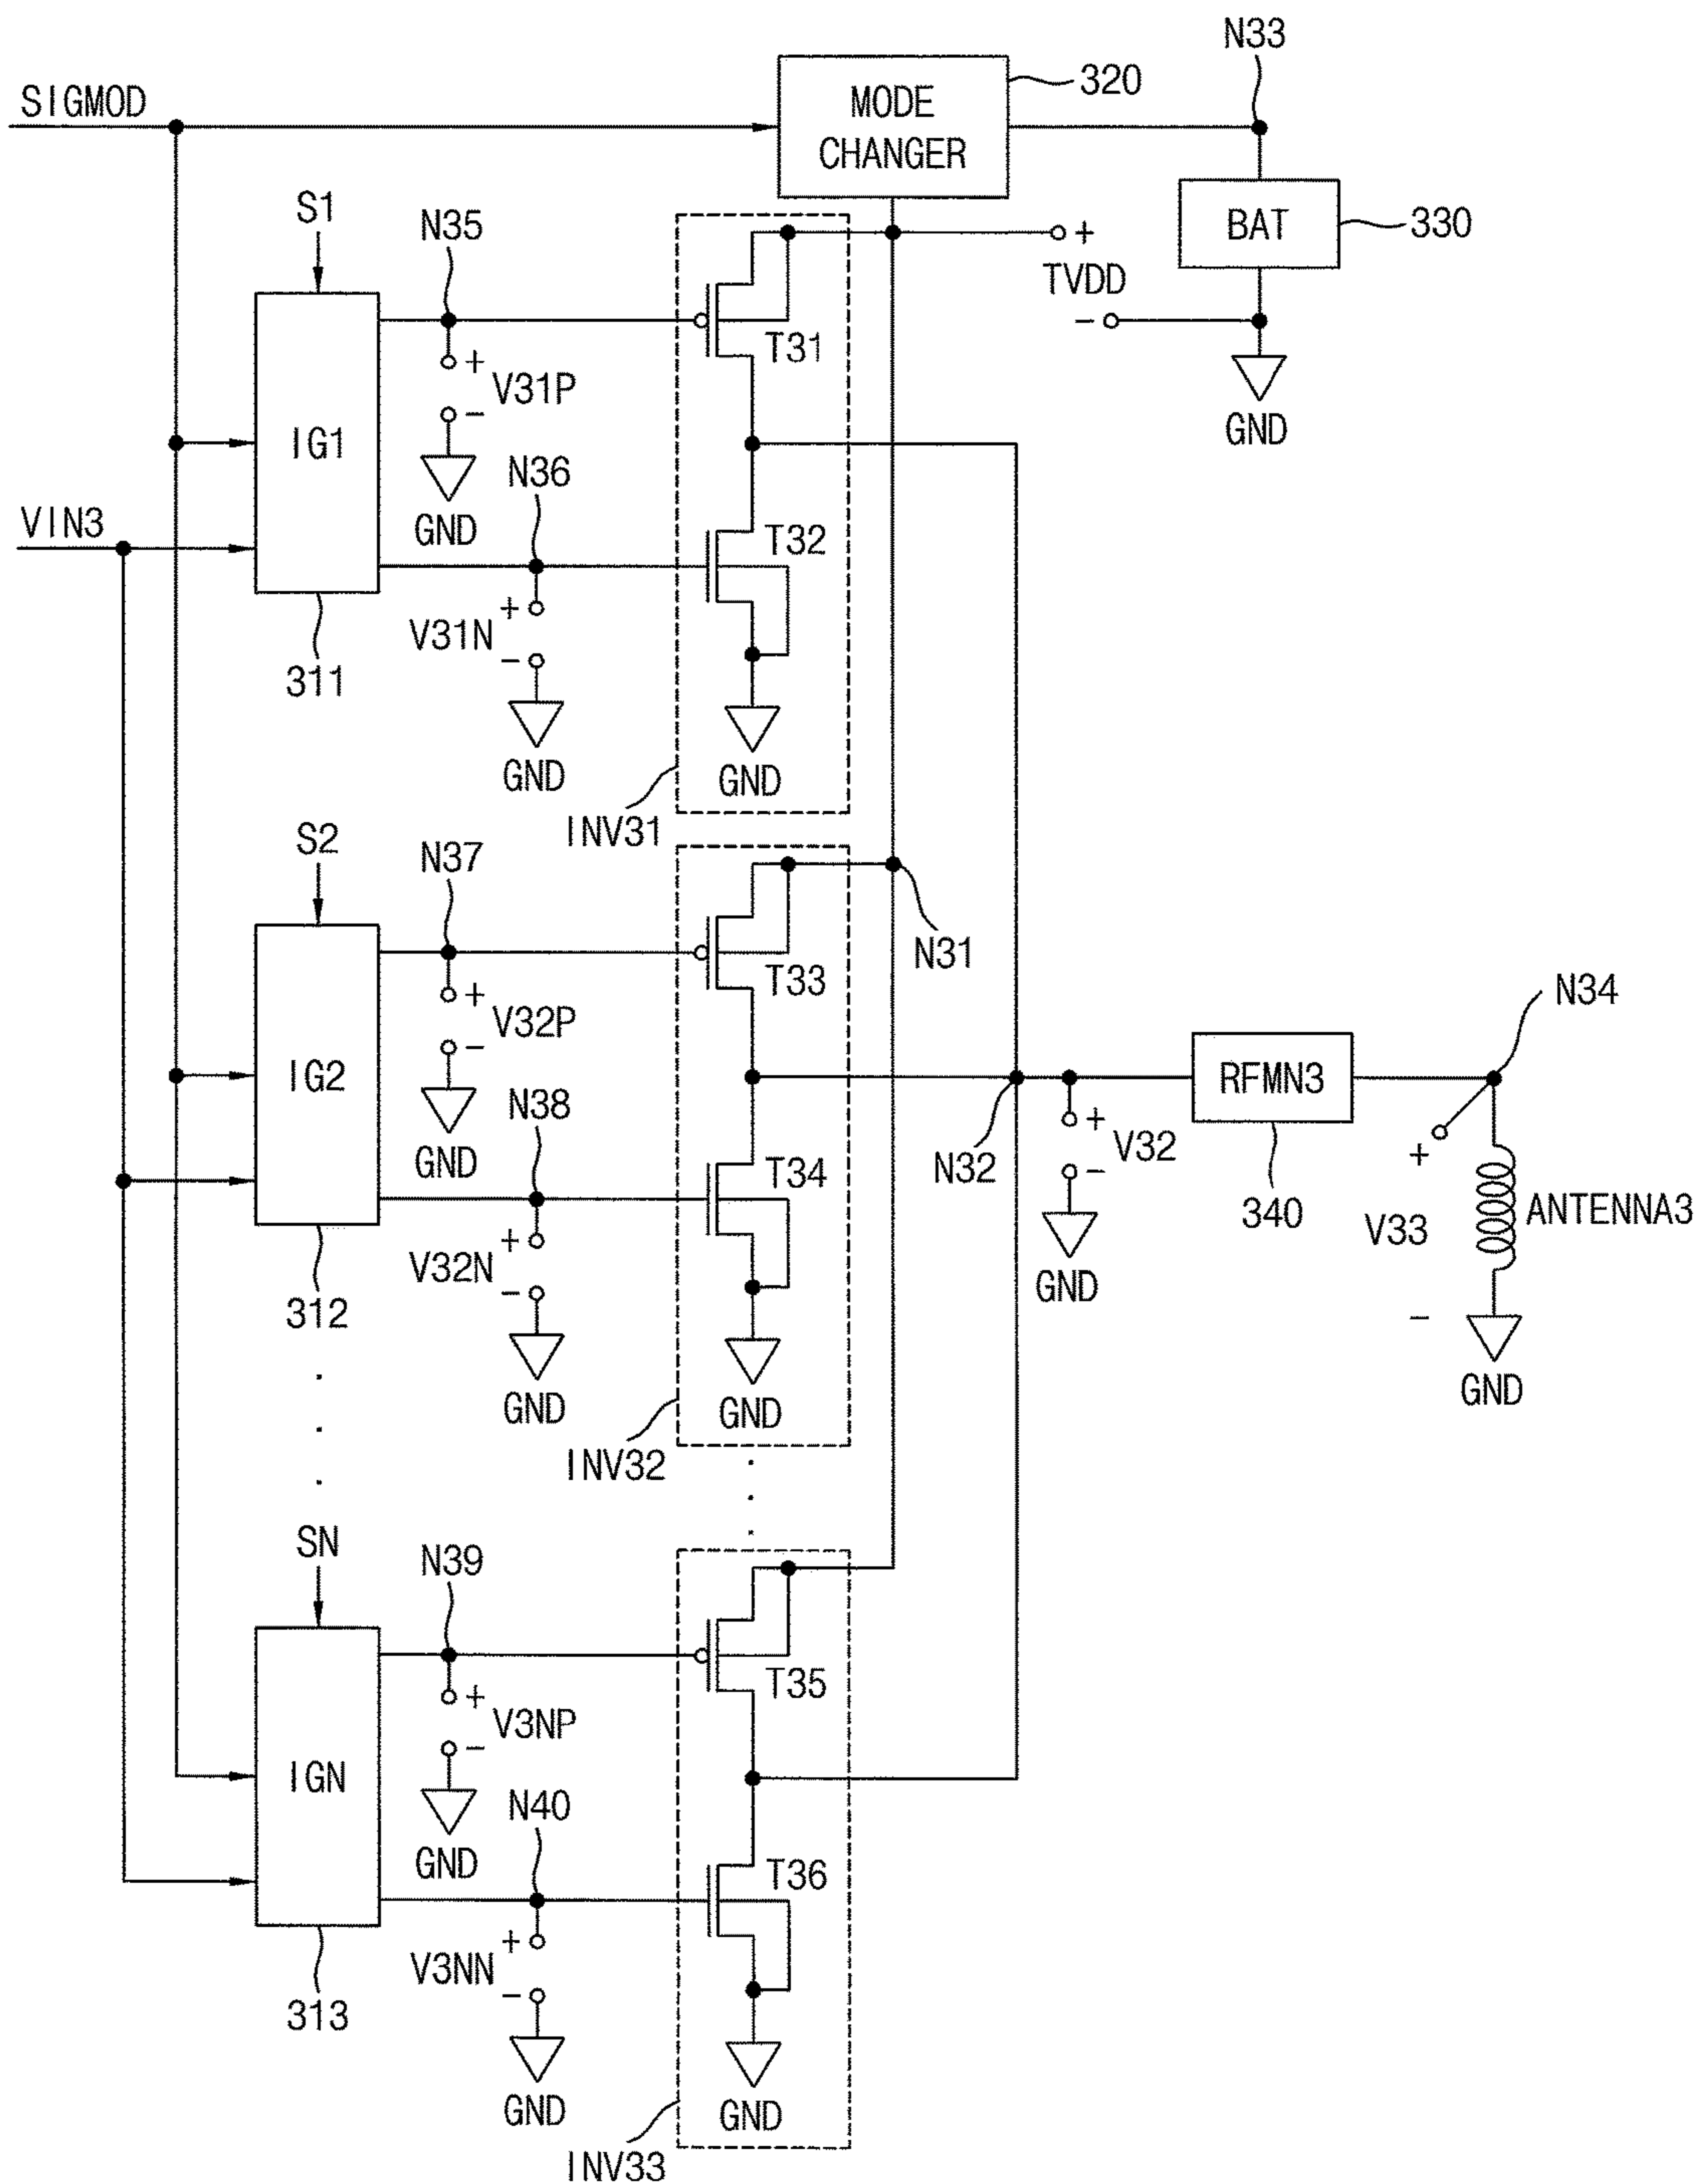 N33
SIGMOD
MODE
CHANGER
320
BAT
330
S1
N35
+
TVDD
-
T31
+
V31P
-
GND
IG1
N36
GND
VIN3
T32
+
V31N
-
311
GND
GND
INV31
S2
N37
N31
T33
+
V32P
-
IG2
GND
N38
N34
RFMN3
340
N32
+
V32
-
GND
+
V33
-
ANTENNA3
GND
T34
+
V32N
-
312
GND
GND
INV32
.
.
.
.
.
.
SN
N39
T35
+
V3NP
-
IGN
GND
N40
T36
+
V3NN
-
313
GND
GND
INV33